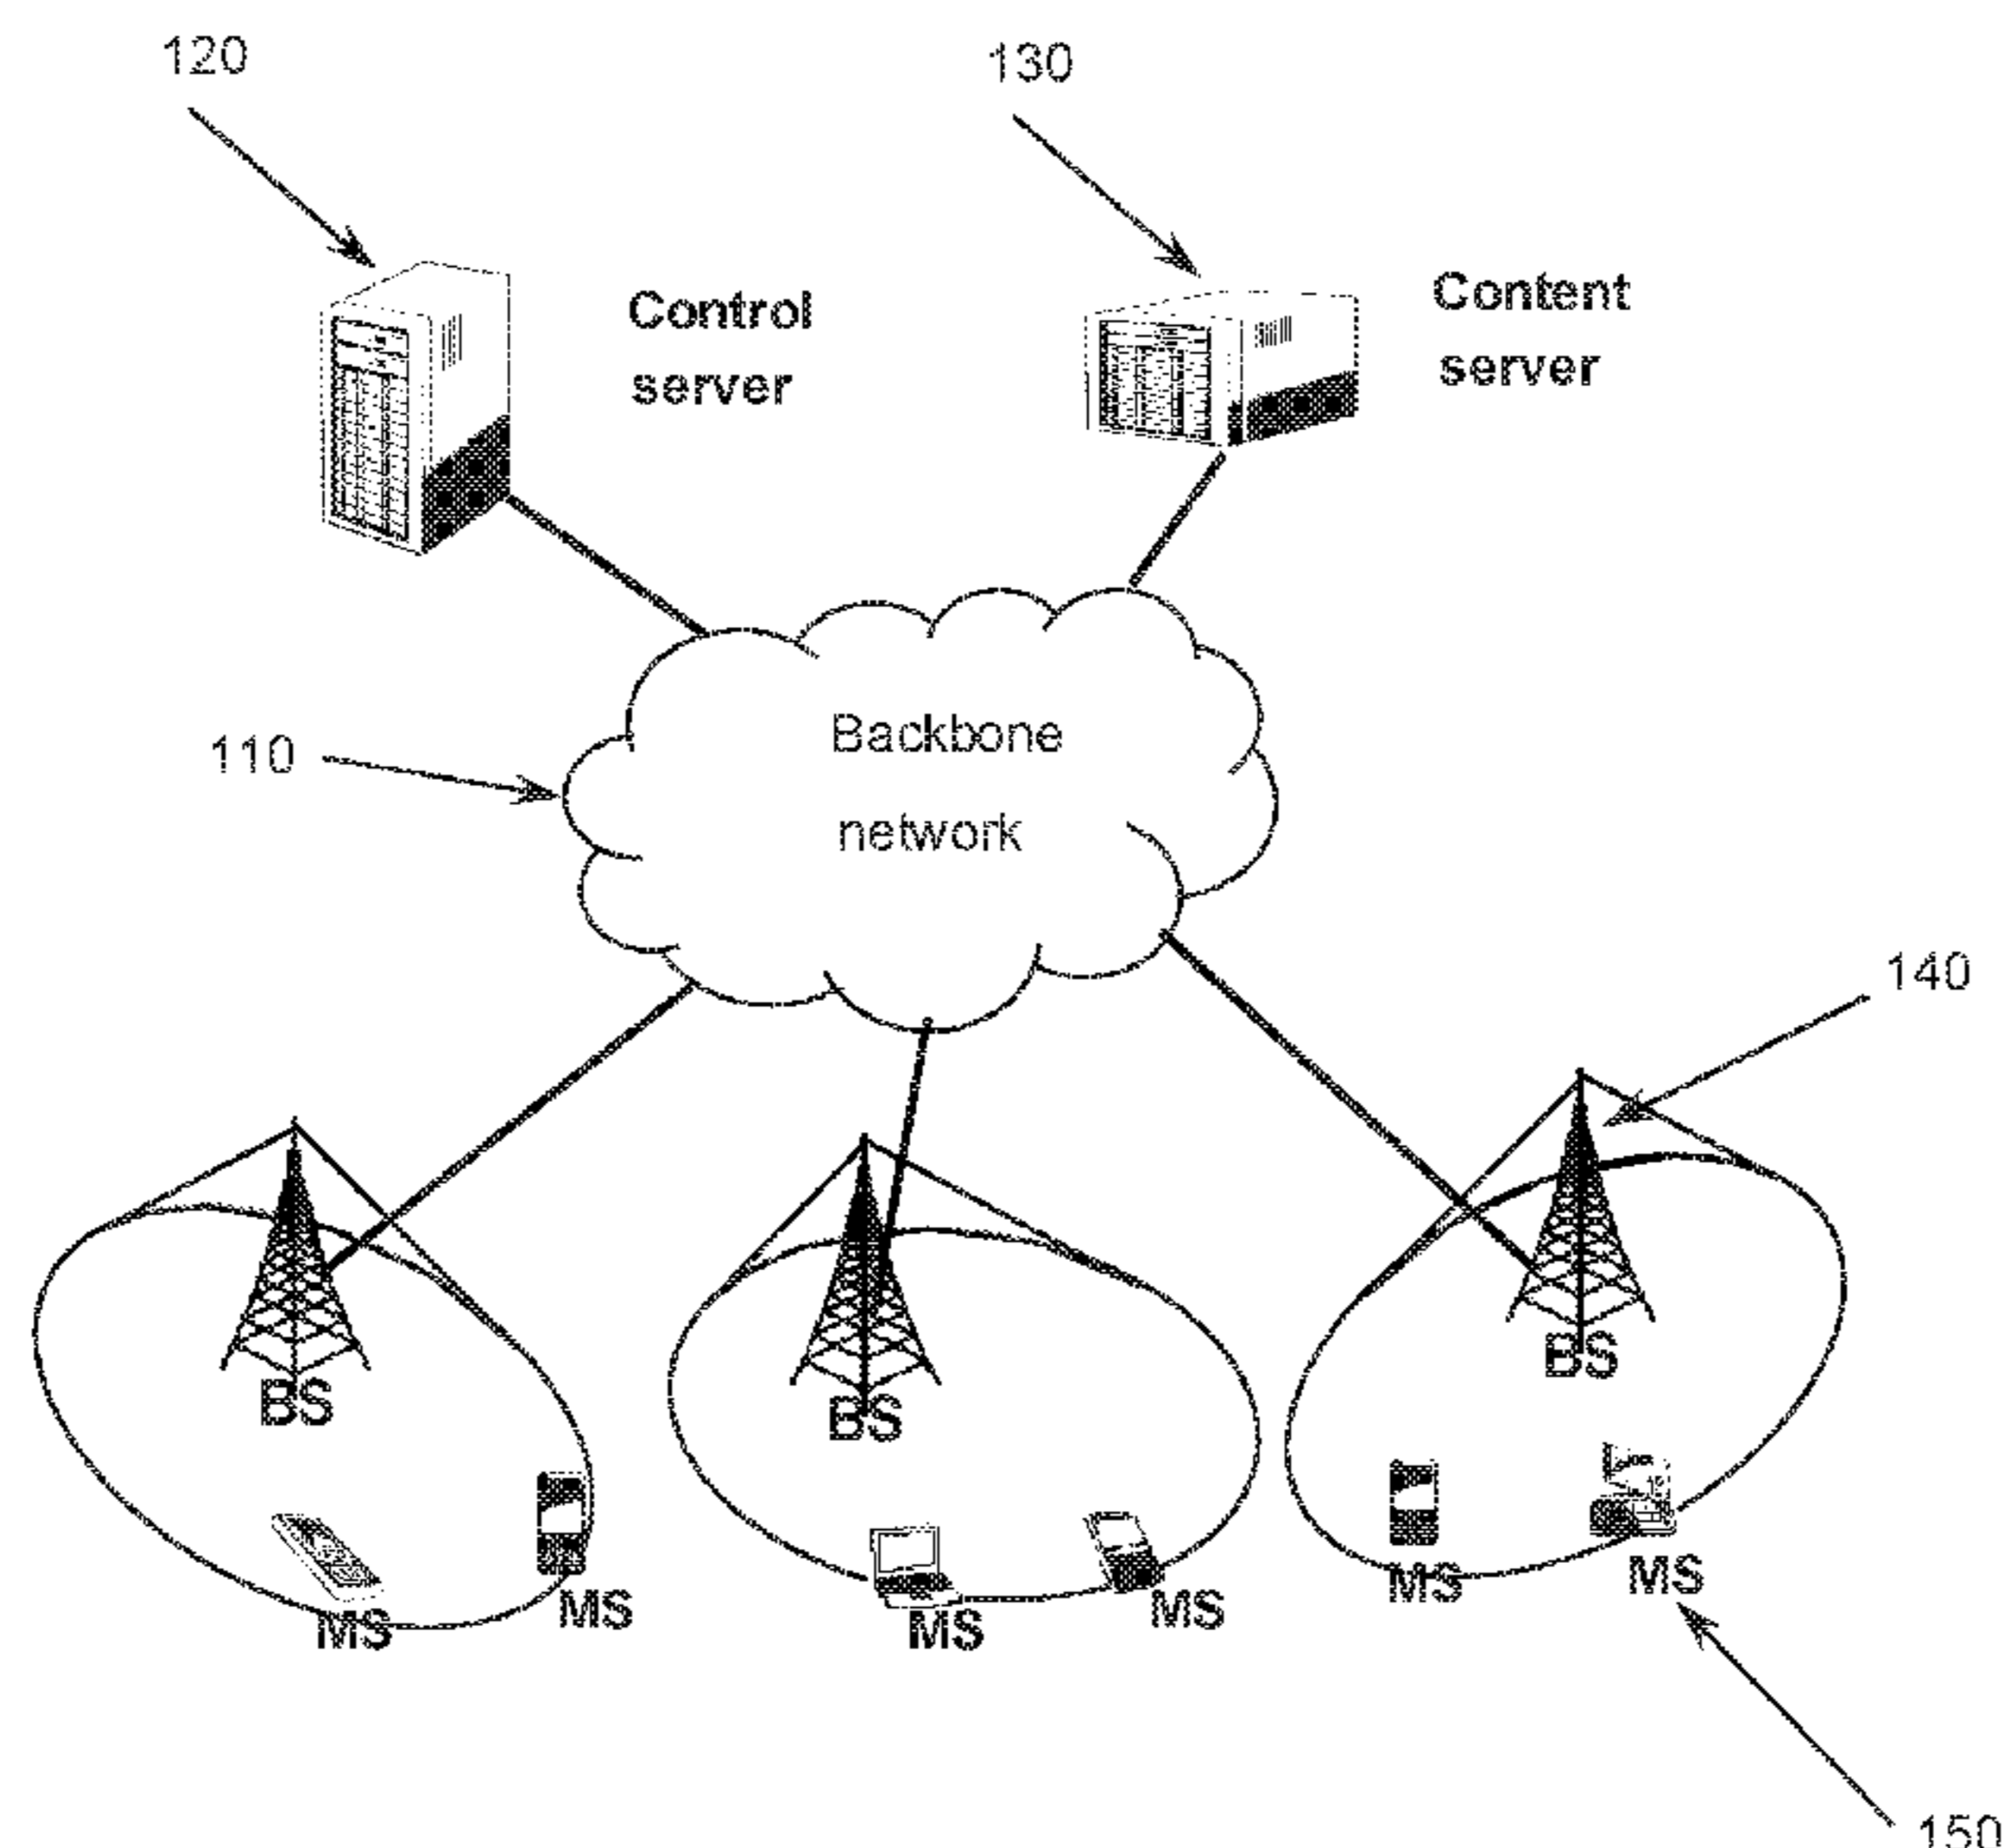 120
130
Control
server
Content
server
Backbone
network
110
140
BS
BS
BS
MS
MS
MS
MS
MS
MS
150